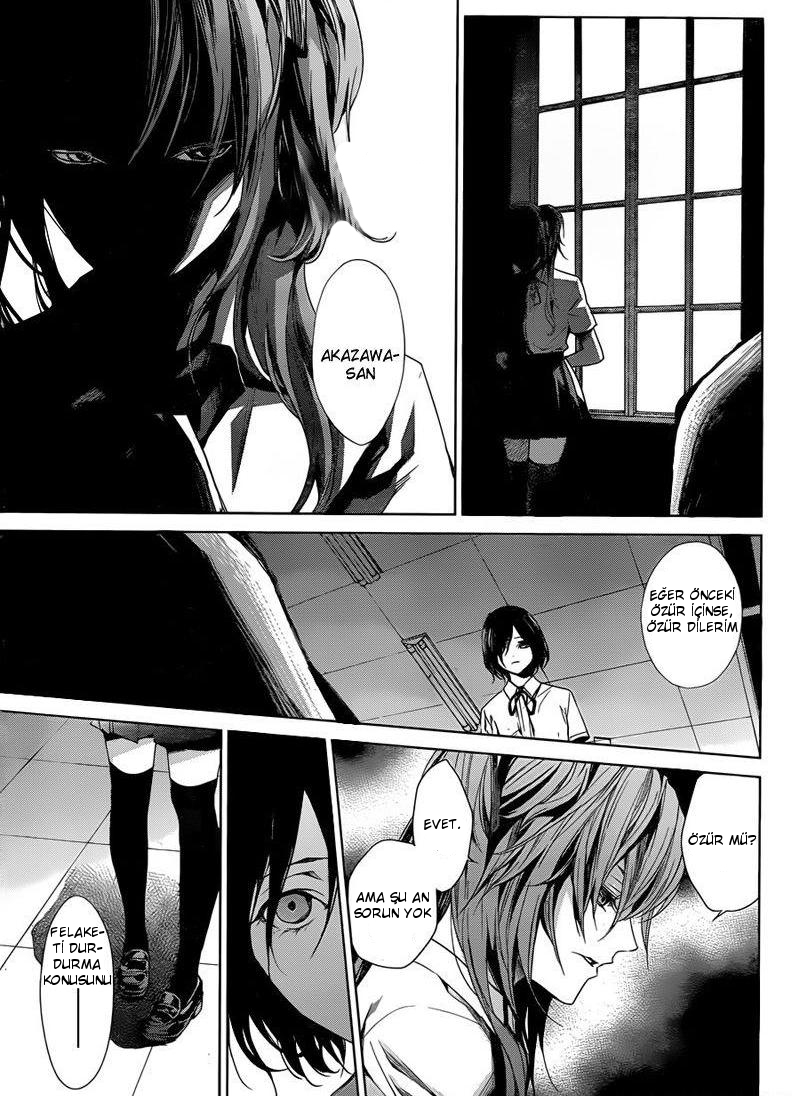 AKAZAWA-
SAN
EĞER ÖNCEKİ
ÖZÜR İÇİNSE,
ÖZÜR DİLERİM
ÖZÜR MÜ?
EVET.
AMA ŞU AN
SORUN YOK
FELAKE-
Tİ DUR-
DURMA
KONUSUNU